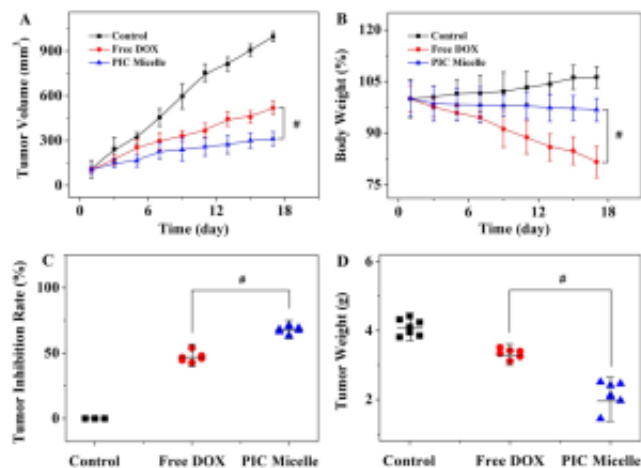 A
Control
Free DOX
PIC Micelle
Tumor Volume (mm³)
900
600
300
0
#
0 6 12 18
Time (day)
B
Control
Free DOX
PIC Micelle
Body Weight (%)
120
105
90
75
#
0 6 12 18
Time (day)
C
#
Tumor Inhibition Rate (%)
100
50
0
Control Free DOX PIC Micelle
D
#
Tumor Weight (g)
6
4
2
Control Free DOX PIC Micelle